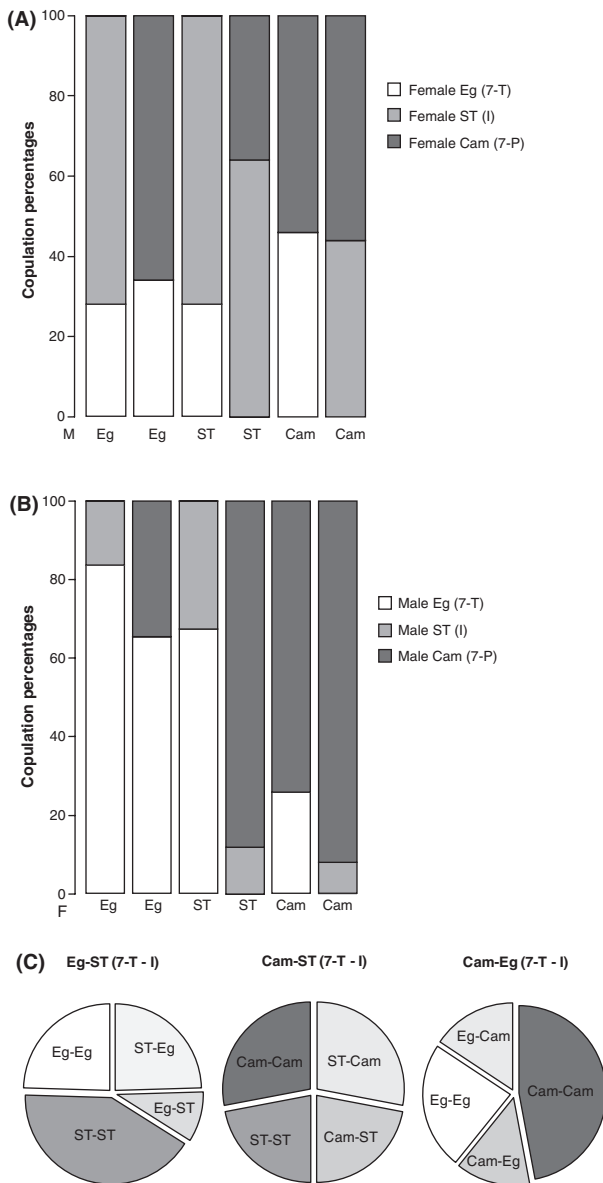 (A)
100
80
60
40
20
0
Copulation percentages
Female Eg (7-T)
Female ST (I)
Female Cam (7-P)
M Eg Eg ST ST Cam Cam
(B)
100
80
60
40
20
0
Copulation percentages
Male Eg (7-T)
Male ST (I)
Male Cam (7-P)
F Eg Eg ST ST Cam Cam
(C)
Eg-ST (7-T - I) Cam-ST (7-T - I) Cam-Eg (7-T - I)
Eg-Eg ST-Eg Eg-ST ST-ST
Cam-Cam ST-Cam ST-ST Cam-ST
Eg-Cam Cam-Cam Eg-Eg Cam-Eg